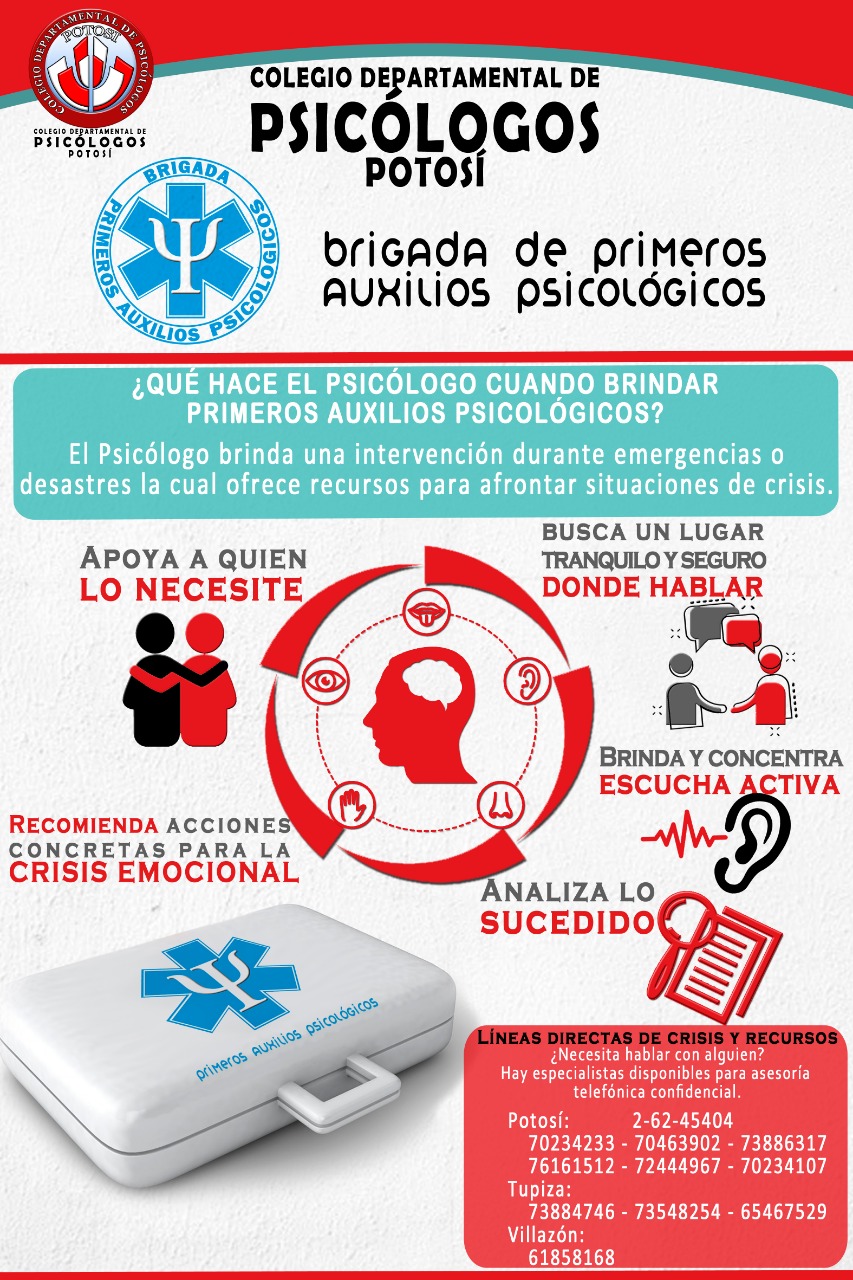 COLEGIO DEPARTAMENTAL DE PSICÓLOGOS
POTOSI
COLEGIO DEPARTAMENTAL DE
PSICÓLOGOS
POTOSÍ
COLEGIO DEPARTAMENTAL DE
PSICÓLOGOS
POTOSÍ
BRIGADA
PRIMEROS AUXILIOS PSICOLOGICOS
brigada de primeros
auxilios psicológicos
¿QUÉ HACE EL PSICÓLOGO CUANDO BRINDAR
PRIMEROS AUXILIOS PSICOLÓGICOS?
El Psicólogo brinda una intervención durante emergencias o
desastres la cual ofrece recursos para afrontar situaciones de crisis.
APOYA A QUIEN
LO NECESITE
BUSCA UN LUGAR
TRANQUILO Y SEGURO
DONDE HABLAR
BRINDA Y CONCENTRA
ESCUCHA ACTIVA
RECOMIENDA ACCIONES
CONCRETAS PARA LA
CRISIS EMOCIONAL
ANALIZA LO
SUCEDIDO
primeros auxilios psicológicos
LÍNEAS DIRECTAS DE CRISIS Y RECURSOS
¿Necesita hablar con alguien?
Hay especialistas disponibles para asesoría
telefónica confidencial.
Potosí: 2-62-45404
70234233 - 70463902 - 73886317
76161512 - 72444967 - 70234107
Tupiza:
73884746 - 73548254 - 65467529
Villazón:
61858168